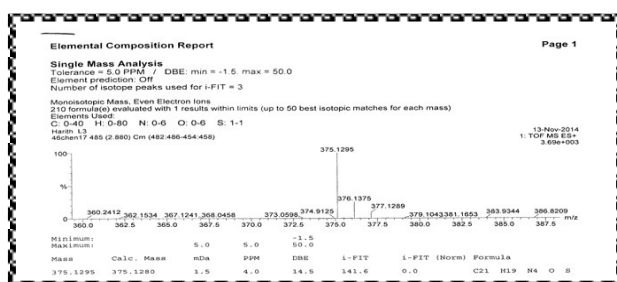 Elemental Composition Report Page 1
Single Mass Analysis
Tolerance = 5.0 PPM / DBE: min = -1.5, max = 50.0
Element prediction: Off
Number of isotope peaks used for i-FIT = 3
Monoisotopic Mass, Even Electron Ions
210 formula(e) evaluated with 1 results within limits (up to 50 best isotopic matches for each mass)
Elements Used:
C: 0-40 H: 0-80 N: 0-6 O: 0-6 S: 1-1
Harith L3 13-Nov-2014
46chen17 485 (2.880) Cm (482:486-454:458) 1: TOF MS ES+
3.69e+003
375.1295
100
%
376.1375
377.1289
360.2412 362.1534 367.1241 368.0458 373.0598 374.9125 379.1043 381.1653 383.9344 386.8209
0 m/z
360.0 362.5 365.0 367.5 370.0 372.5 375.0 377.5 380.0 382.5 385.0 387.5
Minimum: -1.5
Maximum: 5.0 5.0 50.0
Mass Calc. Mass mDa PPM DBE i-FIT i-FIT (Norm) Formula
375.1295 375.1280 1.5 4.0 14.5 141.6 0.0 C21 H19 N4 O S